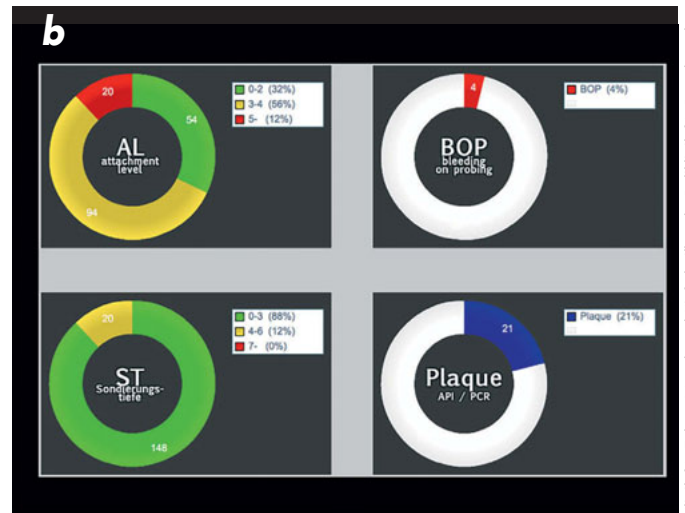 b
20
54
94
AL
attachment
level
0-2 (32%)
3-4 (56%)
5- (12%)
4
BOP
bleeding
on probing
BOP (4%)
20
148
ST
Sondierungs-
tiefe
0-3 (88%)
4-6 (12%)
7- (0%)
21
Plaque
API / PCR
Plaque (21%)